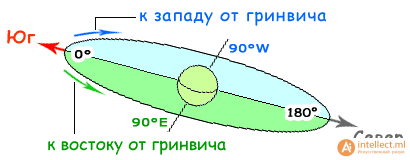 к западу от гринвича
Юг
90°W
0°
180°
90°E
Север
к востоку от гринвича
intellect.ml